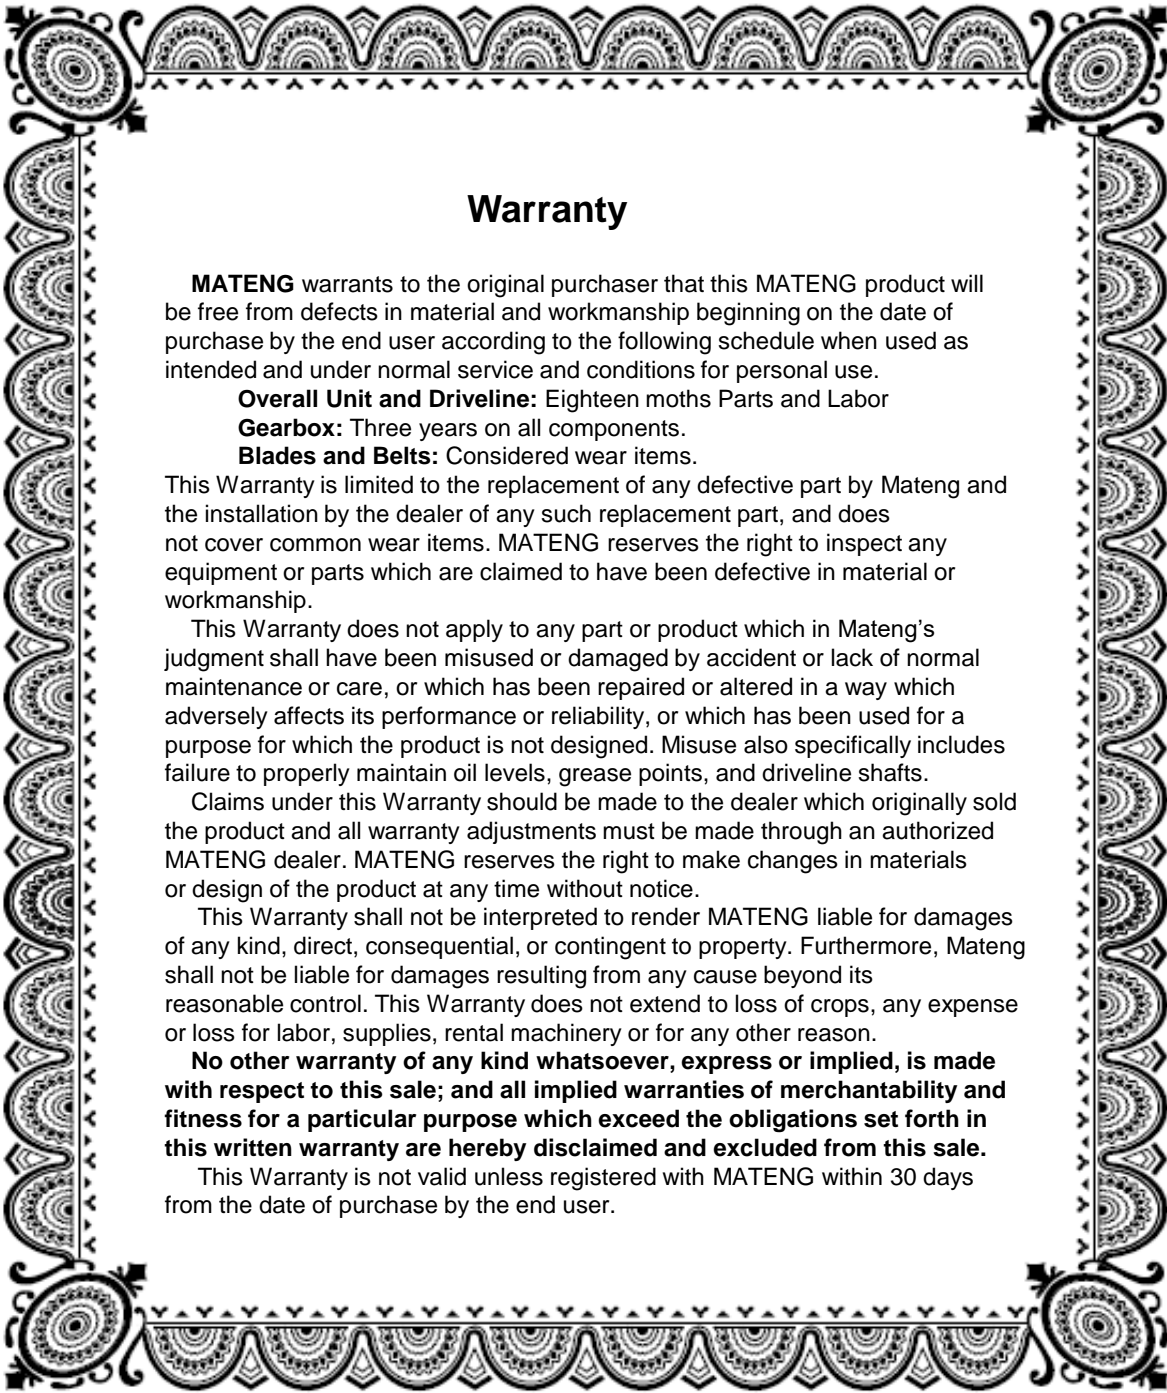 Warranty
MATENG warrants to the original purchaser that this MATENG product will
be free from defects in material and workmanship beginning on the date of
purchase by the end user according to the following schedule when used as
intended and under normal service and conditions for personal use.
Overall Unit and Driveline: Eighteen moths Parts and Labor
Gearbox: Three years on all components.
Blades and Belts: Considered wear items.
This Warranty is limited to the replacement of any defective part by Mateng and
the installation by the dealer of any such replacement part, and does
not cover common wear items. MATENG reserves the right to inspect any
equipment or parts which are claimed to have been defective in material or
workmanship.
This Warranty does not apply to any part or product which in Mateng’s
judgment shall have been misused or damaged by accident or lack of normal
maintenance or care, or which has been repaired or altered in a way which
adversely affects its performance or reliability, or which has been used for a
purpose for which the product is not designed. Misuse also specifically includes
failure to properly maintain oil levels, grease points, and driveline shafts.
Claims under this Warranty should be made to the dealer which originally sold
the product and all warranty adjustments must be made through an authorized
MATENG dealer. MATENG reserves the right to make changes in materials
or design of the product at any time without notice.
This Warranty shall not be interpreted to render MATENG liable for damages
of any kind, direct, consequential, or contingent to property. Furthermore, Mateng
shall not be liable for damages resulting from any cause beyond its
reasonable control. This Warranty does not extend to loss of crops, any expense
or loss for labor, supplies, rental machinery or for any other reason.
No other warranty of any kind whatsoever, express or implied, is made
with respect to this sale; and all implied warranties of merchantability and
fitness for a particular purpose which exceed the obligations set forth in
this written warranty are hereby disclaimed and excluded from this sale.
This Warranty is not valid unless registered with MATENG within 30 days
from the date of purchase by the end user.